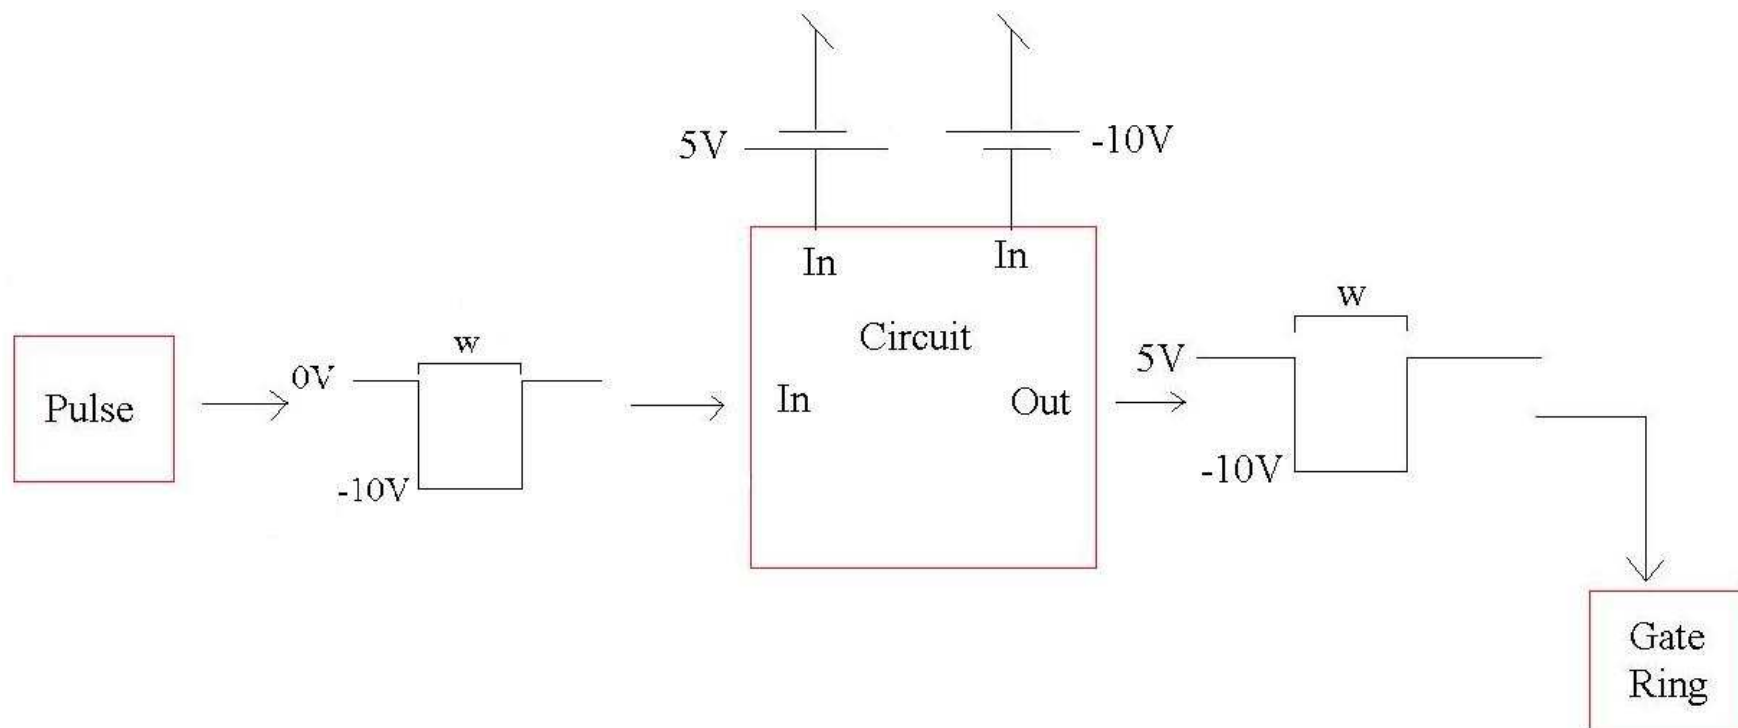 5V
-10V
In
In
w
w
Circuit
5V
0V
Pulse
In
Out
-10V
-10V
Gate
Ring